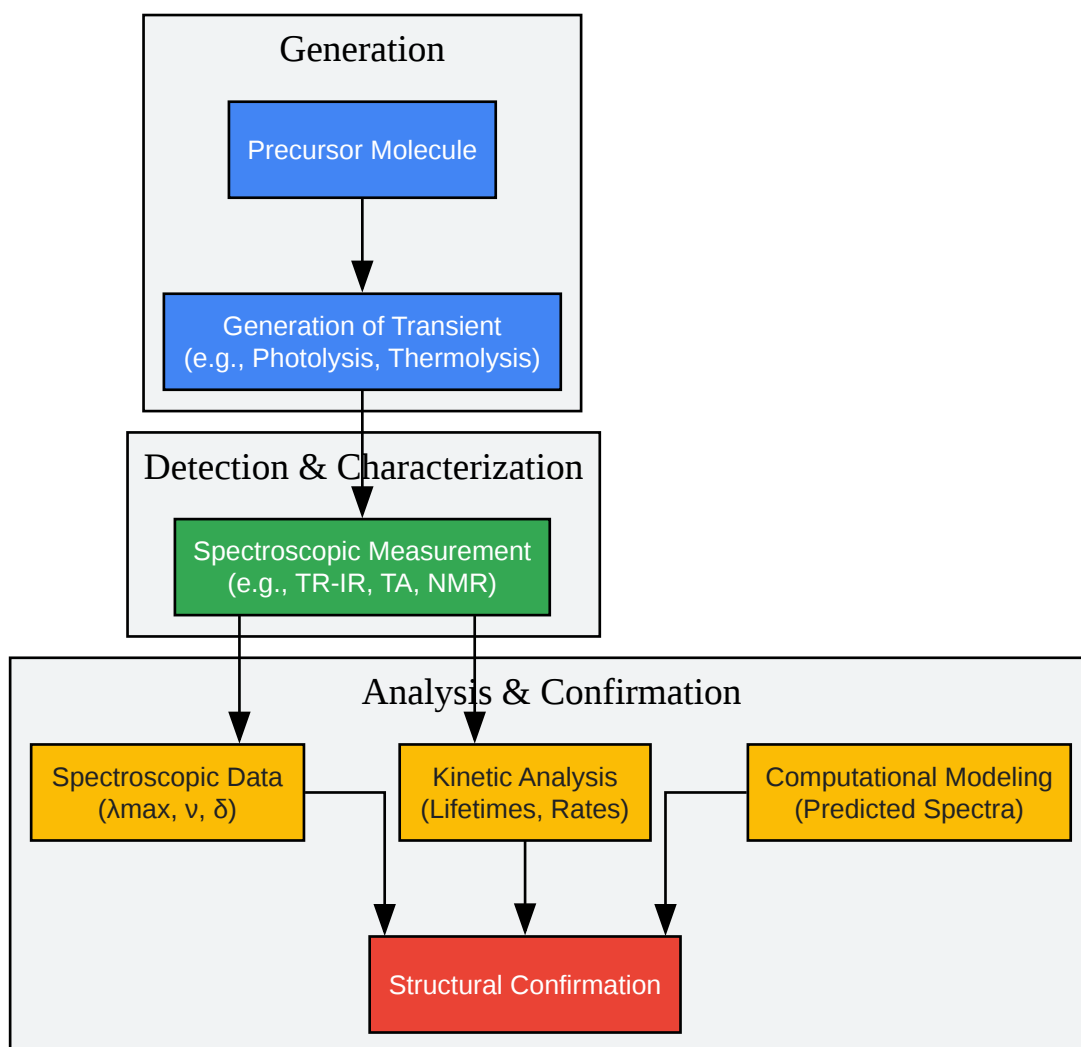 Generation
Precursor Molecule
Generation of Transient
(e.g., Photolysis, Thermolysis)
Detection & Characterization
Spectroscopic Measurement
(e.g., TR-IR, TA, NMR)
Analysis & Confirmation
Spectroscopic Data
(λmax, ν, δ)
Kinetic Analysis
(Lifetimes, Rates)
Computational Modeling
(Predicted Spectra)
Structural Confirmation